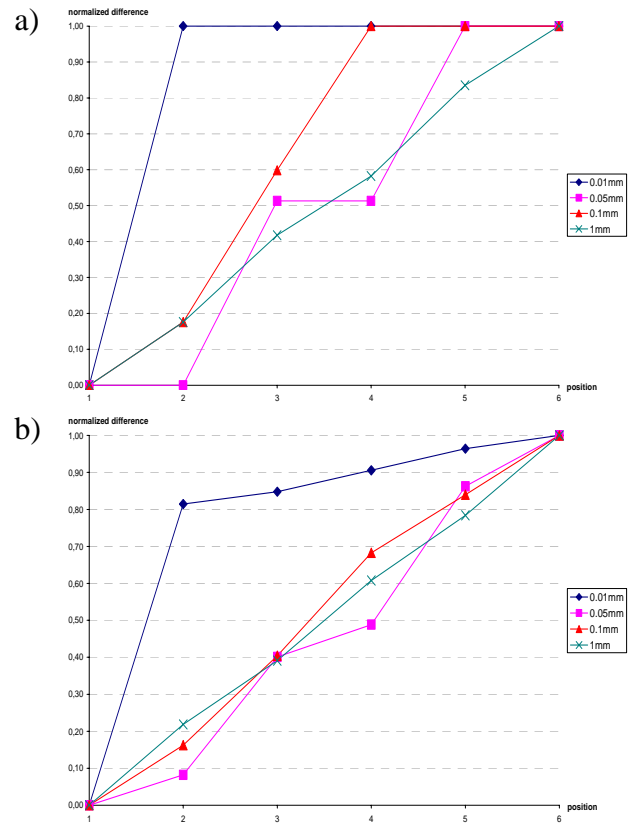 a)
normalized difference
1,00
0,90
0,80
0,70
0,60
0,50
0,40
0,30
0,20
0,10
0,00
1 2 3 4 5 6
position
0.01mm
0.05mm
0.1mm
1mm
b)
normalized difference
1,00
0,90
0,80
0,70
0,60
0,50
0,40
0,30
0,20
0,10
0,00
1 2 3 4 5 6
position
0.01mm
0.05mm
0.1mm
1mm